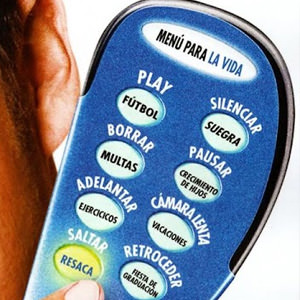 MENÚ PARA LA VIDA
PLAY
FÚTBOL
SILENCIAR
SUEGRA
BORRAR
MULTAS
PAUSAR
CRECIMIENTO
DE HIJOS
ADELANTAR
EJERCICIOS
CÁMARA LENTA
VACACIONES
SALTAR
RESACA
RETROCEDER
FIESTA DE
GRADUACIÓN